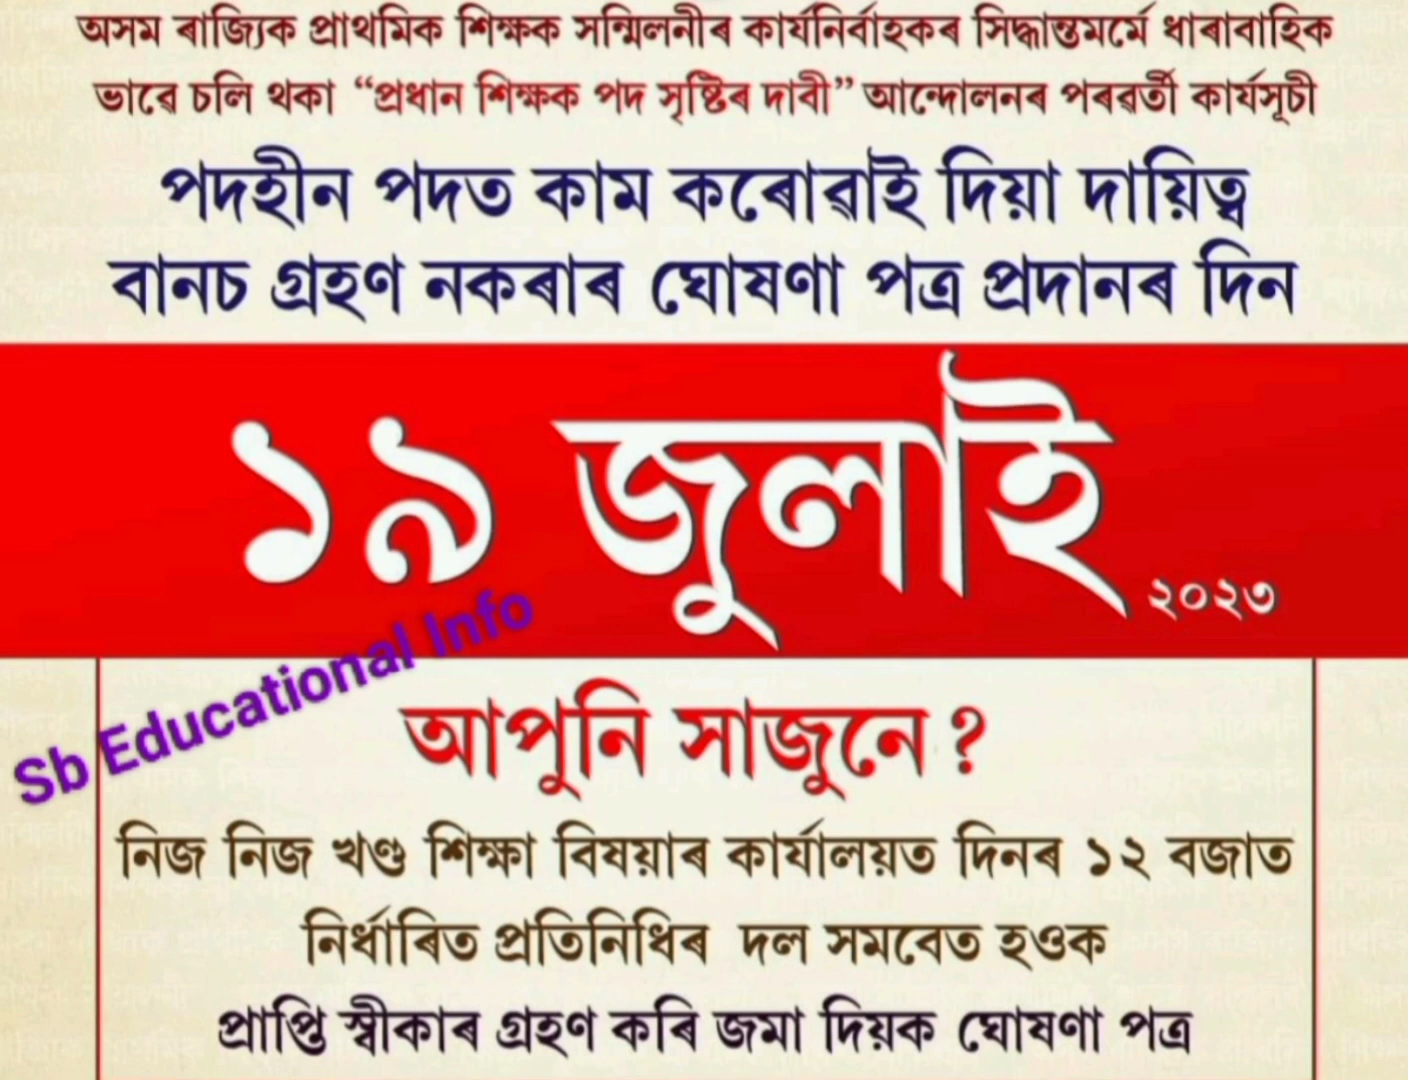 অসম ৰাজ্যিক প্ৰাথমিক শিক্ষক সন্মিলনীৰ কাৰ্যনিৰ্বাহকৰ সিদ্ধান্তমৰ্মে ধাৰাবাহিক
ভাৱে চলি থকা “প্ৰধান শিক্ষক পদ সৃষ্টিৰ দাবী” আন্দোলনৰ পৰৱৰ্তী কাৰ্যসূচী
পদহীন পদত কাম কৰোৱাই দিয়া দায়িত্ব
বানচ গ্ৰহণ নকৰাৰ ঘোষণা পত্ৰ প্ৰদানৰ দিন
১৯ জুলাই ২০২৩
Sb Educational Info
আপুনি সাজুনে ?
নিজ নিজ খণ্ড শিক্ষা বিষয়াৰ কাৰ্যালয়ত দিনৰ ১২ বজাত
নিৰ্ধাৰিত প্ৰতিনিধিৰ দল সমবেত হওক
প্ৰাপ্তি স্বীকাৰ গ্ৰহণ কৰি জমা দিয়ক ঘোষণা পত্ৰ